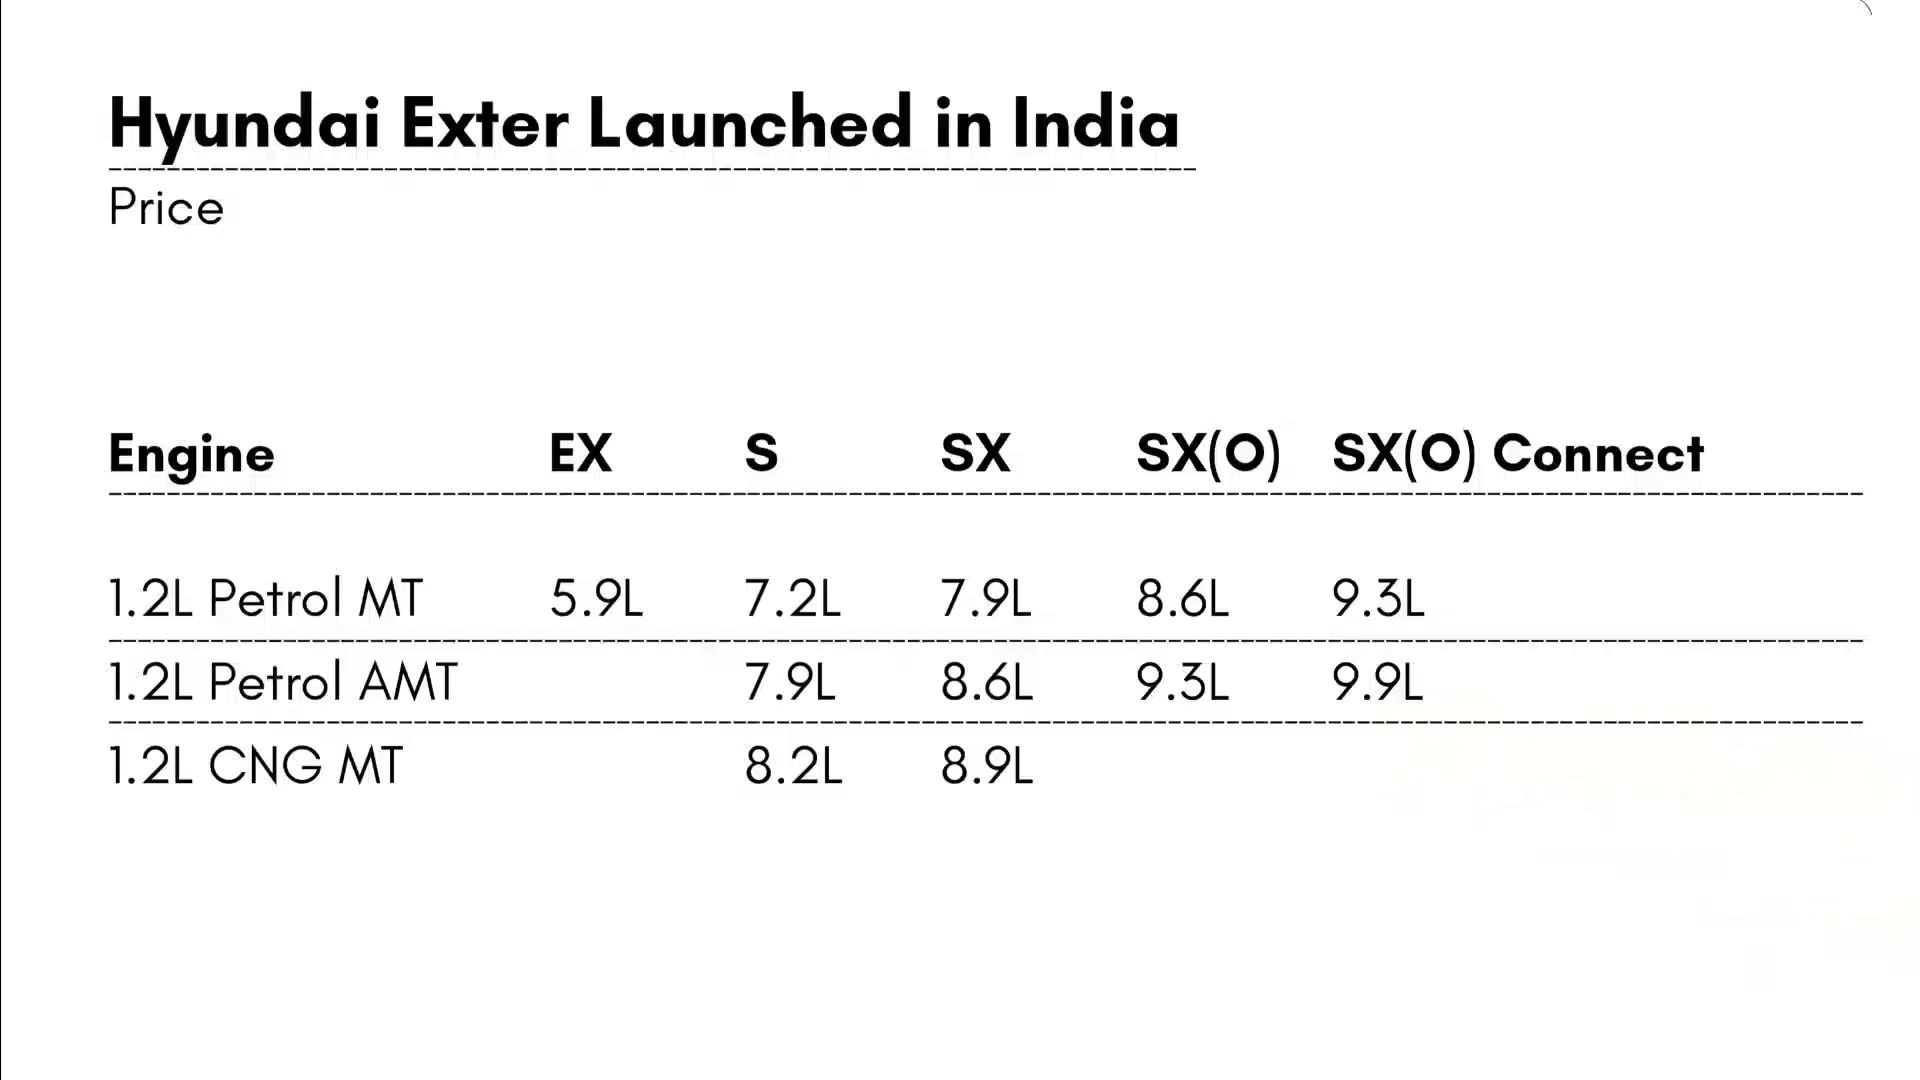 Hyundai Exter Launched in India
Price
Engine EX S SX SX(O) SX(O) Connect
1.2L Petrol MT 5.9L 7.2L 7.9L 8.6L 9.3L
1.2L Petrol AMT 7.9L 8.6L 9.3L 9.9L
1.2L CNG MT 8.2L 8.9L